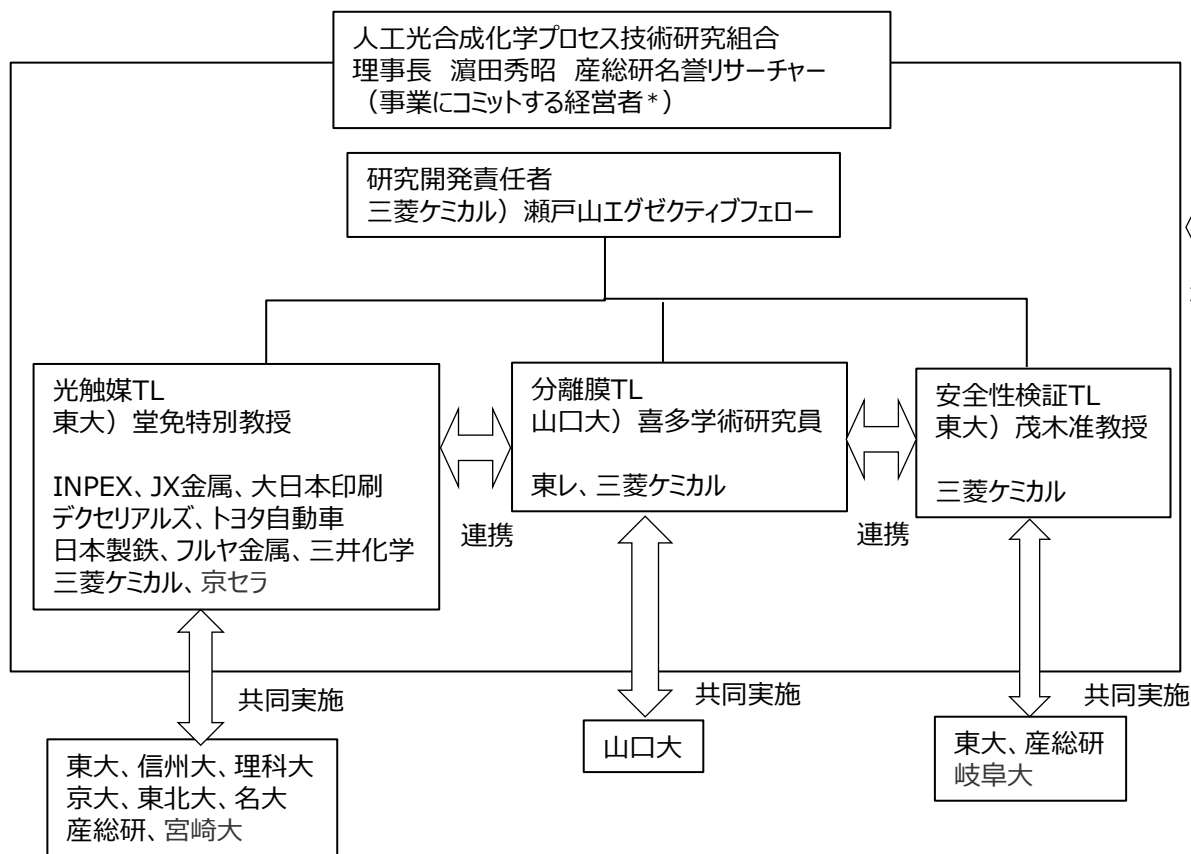 人工光合成化学プロセス技術研究組合
理事長 濵田秀昭 産総研名誉リサーチャー
（事業にコミットする経営者*）
研究開発責任者
三菱ケミカル）瀬戸山エグゼクティブフェロー
光触媒TL
東大）堂免特別教授
INPEX、JX金属、大日本印刷
デクセリアルズ、トヨタ自動車
日本製鉄、フルヤ金属、三井化学
三菱ケミカル、京セラ
連携
分離膜TL
山口大）喜多学術研究員
東レ、三菱ケミカル
連携
安全性検証TL
東大）茂木准教授
三菱ケミカル
共同実施
共同実施
共同実施
東大、信州大、理科大
京大、東北大、名大
産総研、宮崎大
山口大
東大、産総研
岐阜大